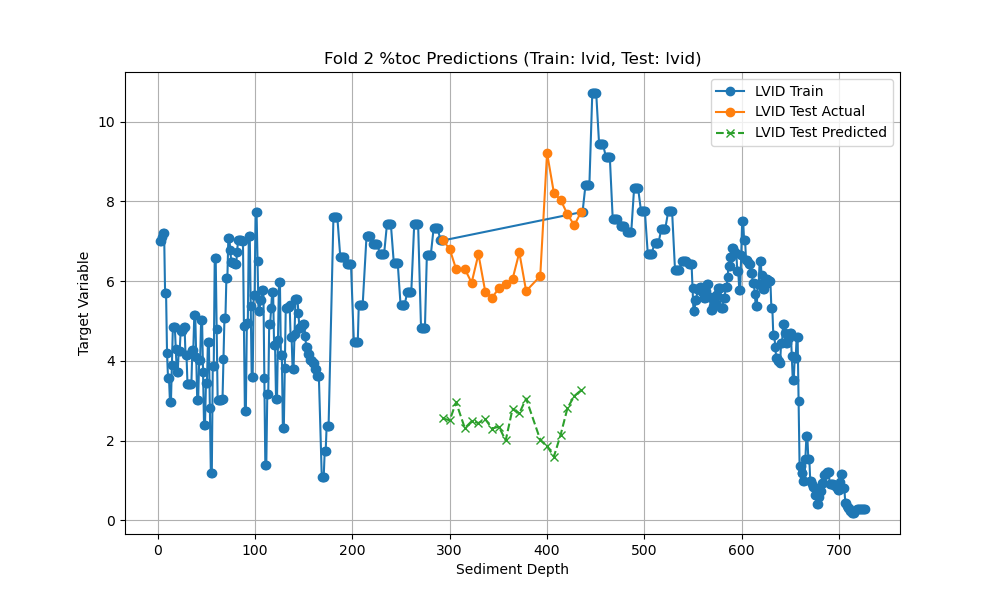 Fold 2 %toc Predictions (Train: lvid, Test: lvid)
LVID Train
LVID Test Actual
LVID Test Predicted
Target Variable
10
8
6
4
2
0
0 100 200 300 400 500 600 700
Sediment Depth